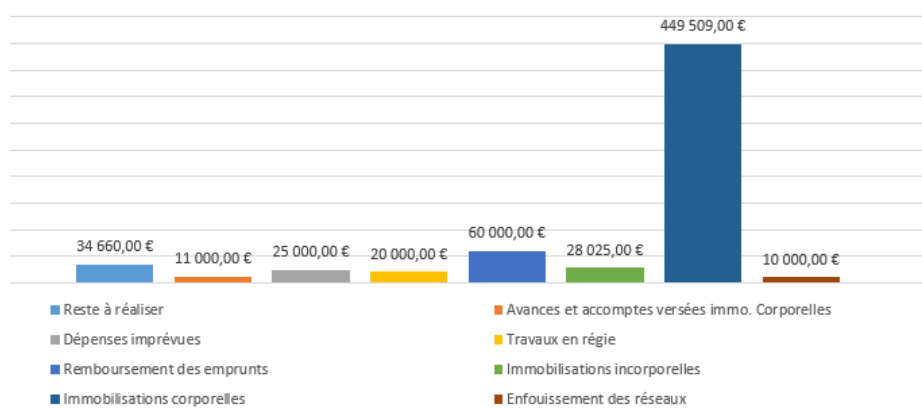 449 509,00 €
34 660,00 €
11 000,00 €
25 000,00 €
20 000,00 €
60 000,00 €
28 025,00 €
10 000,00 €
Reste à réaliser
Avances et accomptes versées immo. Corporelles
Dépenses imprévues
Travaux en régie
Remboursement des emprunts
Immobilisations incorporelles
Immobilisations corporelles
Enfouissement des réseaux